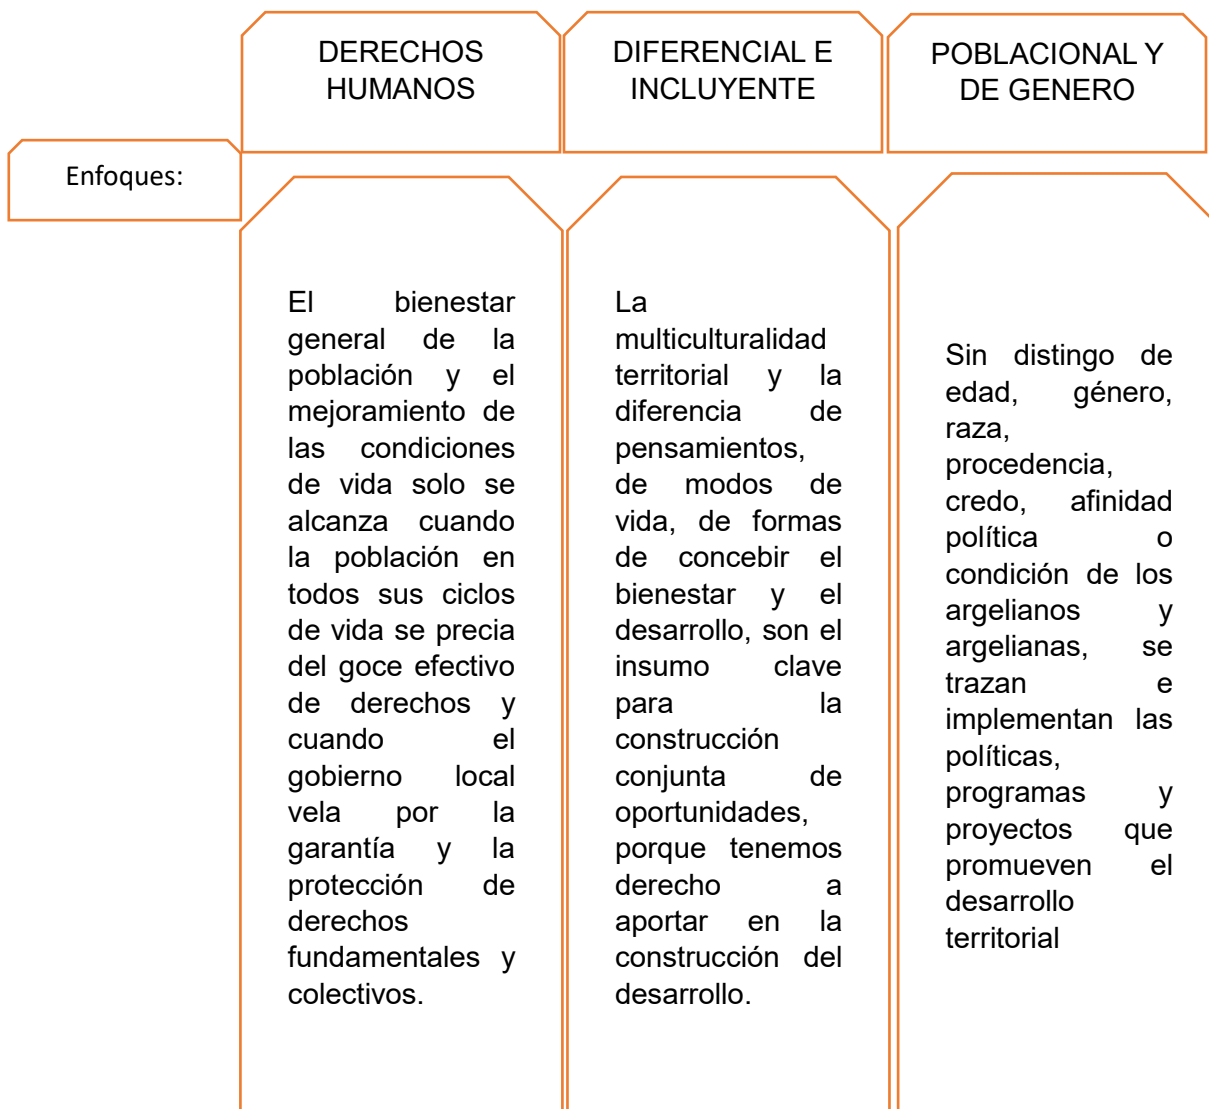 DERECHOS
HUMANOS
DIFERENCIAL E
INCLUYENTE
POBLACIONAL Y
DE GENERO
Enfoques:
El bienestar
general de la
población y el
mejoramiento de
las condiciones
de vida solo se
alcanza cuando
la población en
todos sus ciclos
de vida se precia
del goce efectivo
de derechos y
cuando el
gobierno local
vela por la
garantía y la
protección de
derechos
fundamentales y
colectivos.
La
multiculturalidad
territorial y la
diferencia de
pensamientos,
de modos de
vida, de formas
de concebir el
bienestar y el
desarrollo, son el
insumo clave
para la
construcción
conjunta de
oportunidades,
porque tenemos
derecho a
aportar en la
construcción del
desarrollo.
Sin distingo de
edad, género,
raza,
procedencia,
credo, afinidad
política o
condición de los
argelianos y
argelianas, se
trazan e
implementan las
políticas,
programas y
proyectos que
promueven el
desarrollo
territorial